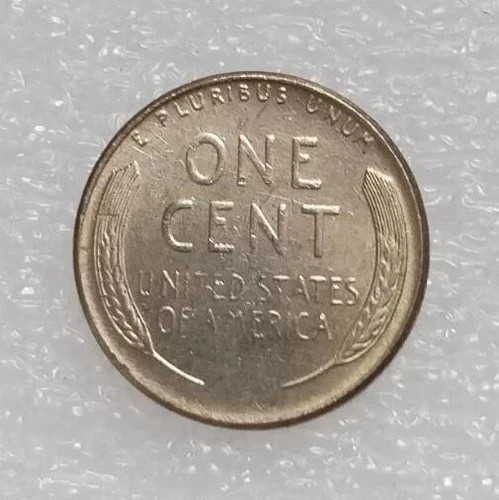 E PLURIBUS UNUM
ONE
CENT
UNITED STATES
OF AMERICA